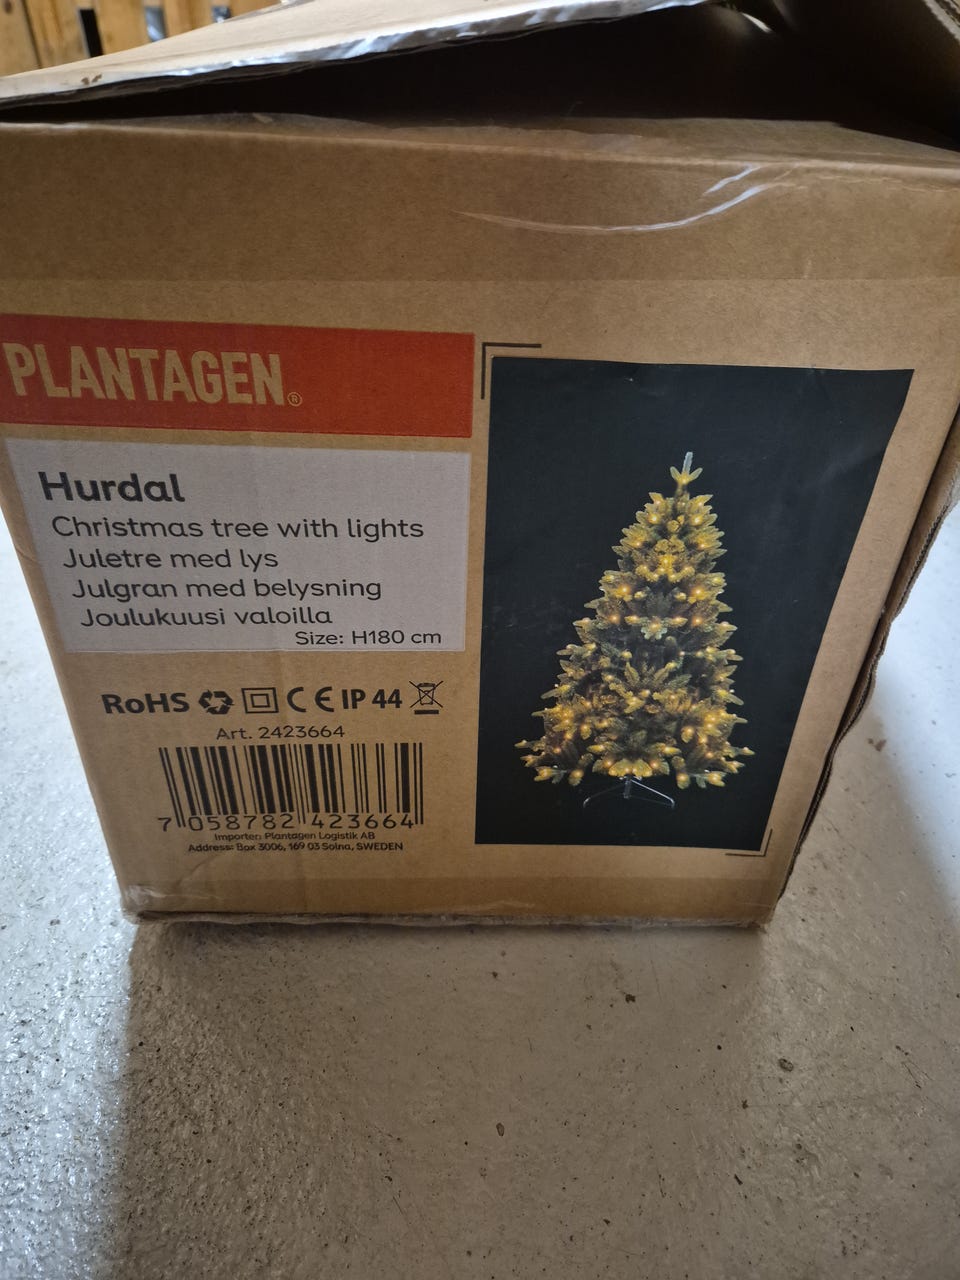 PLANTAGEN®
Hurdal
Christmas tree with lights
Juletre med lys
Julgran med belysning
Joulukuusi valoilla
Size: H180 cm
RoHS CE IP 44
Art. 2423664
7 058782 423664
Importer: Plantagen Logistik AB
Address: Box 3006, 169 03 Solna, SWEDEN